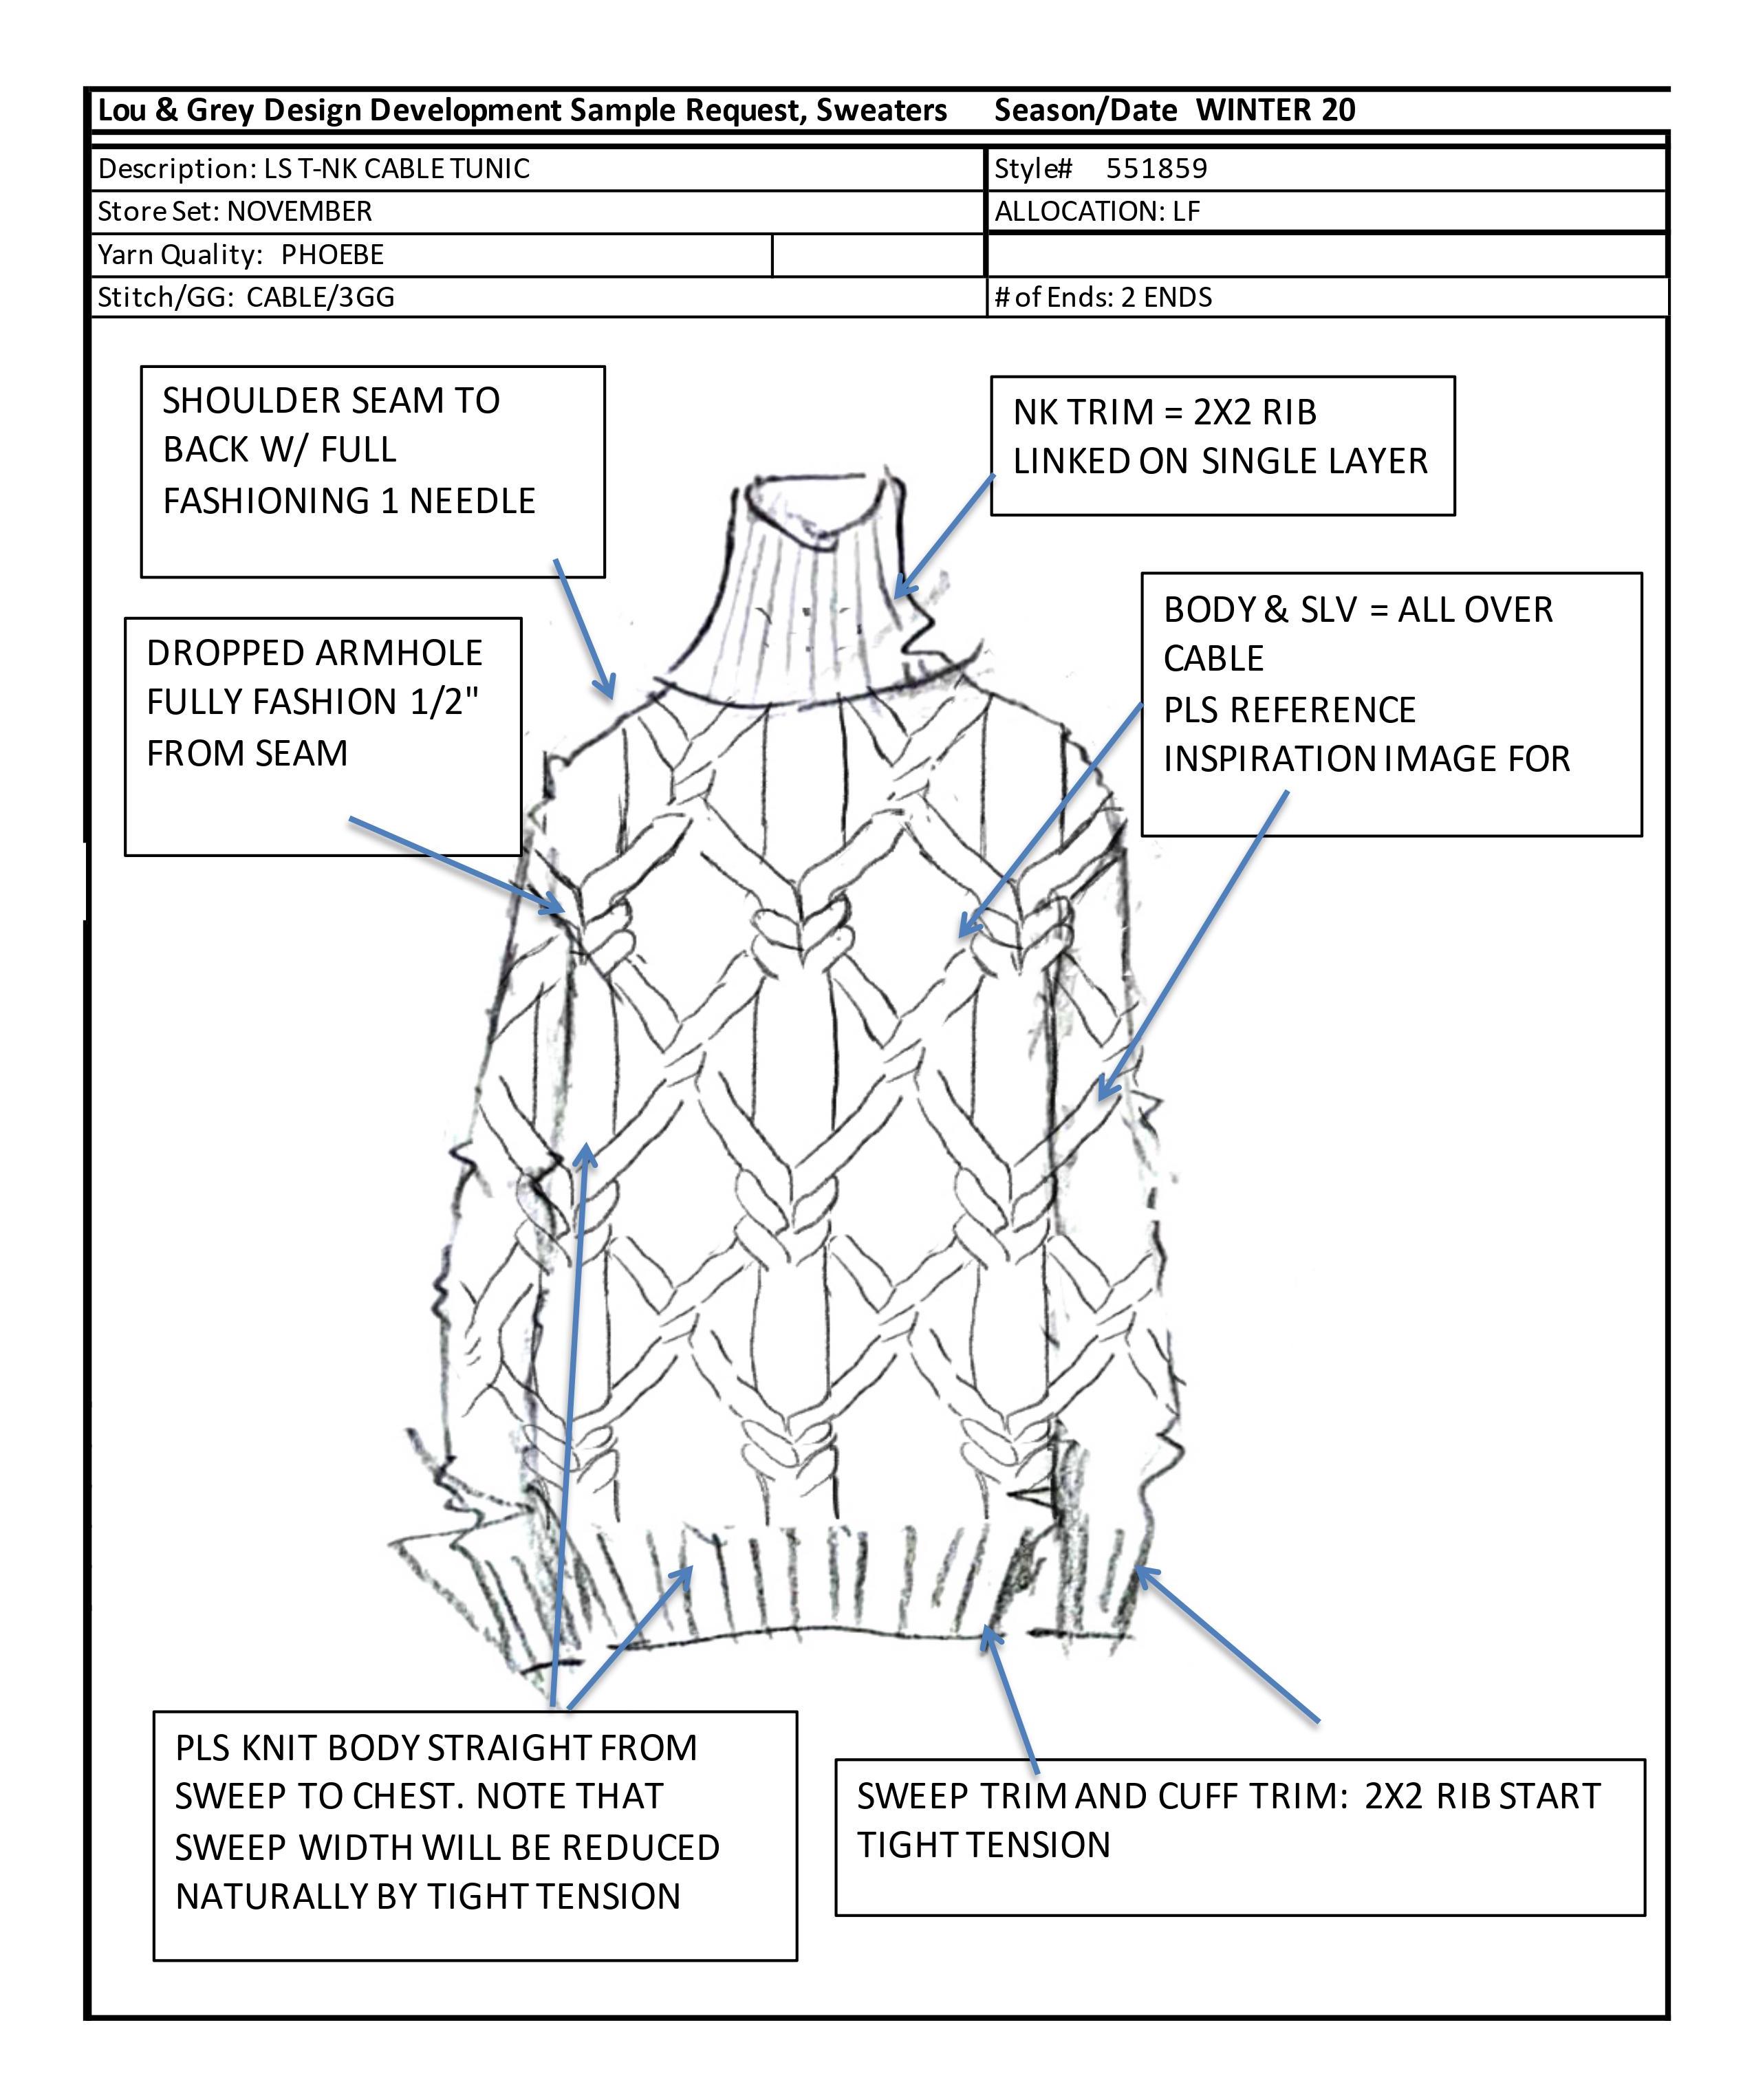 Lou & Grey Design Development Sample Request, Sweaters Season/Date WINTER 20
Description: LS T-NK CABLE TUNIC
Style# 551859
Store Set: NOVEMBER
ALLOCATION: LF
Yarn Quality: PHOEBE
Stitch/GG: CABLE/3GG
# of Ends: 2 ENDS
SHOULDER SEAM TO
BACK W/ FULL
FASHIONING 1 NEEDLE
NK TRIM = 2X2 RIB
LINKED ON SINGLE LAYER
DROPPED ARMHOLE
FULLY FASHION 1/2"
FROM SEAM
BODY & SLV = ALL OVER
CABLE
PLS REFERENCE
INSPIRATION IMAGE FOR
PLS KNIT BODY STRAIGHT FROM
SWEEP TO CHEST. NOTE THAT
SWEEP WIDTH WILL BE REDUCED
NATURALLY BY TIGHT TENSION
SWEEP TRIM AND CUFF TRIM: 2X2 RIB START
TIGHT TENSION